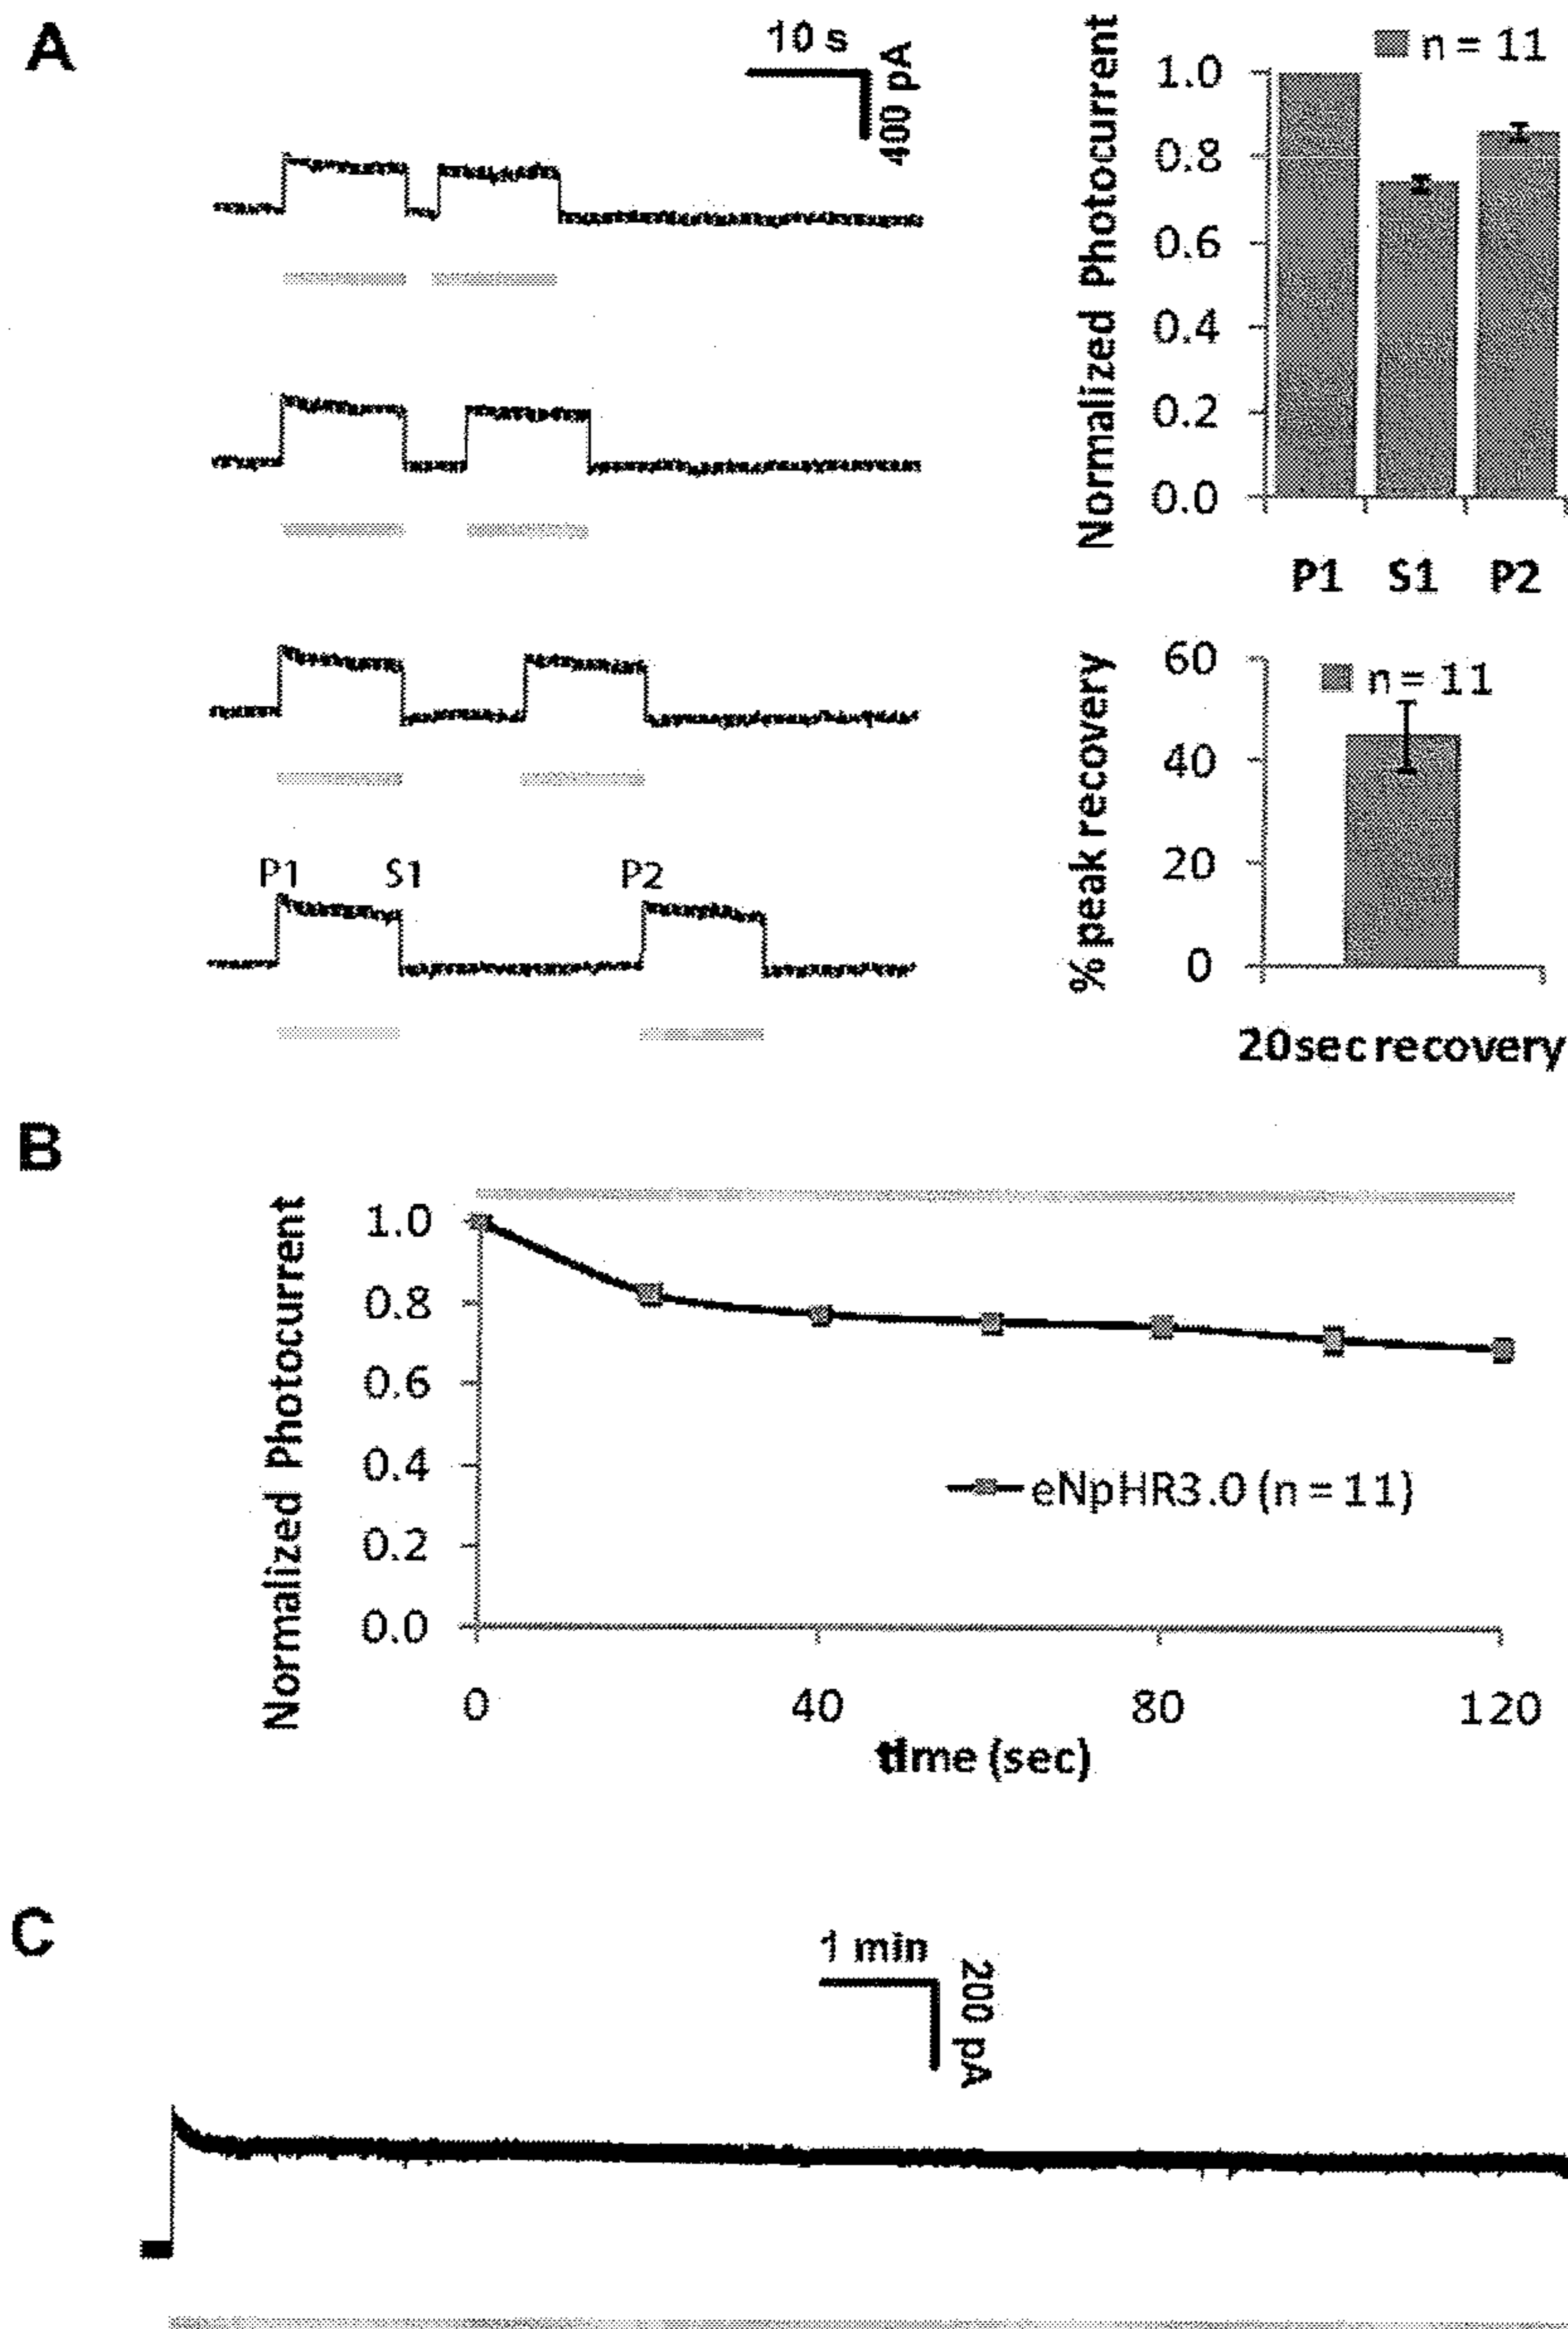 A
10 s
400 pA
P1 S1 P2
Normalized Photocurrent
n = 11
1.0
0.8
0.6
0.4
0.2
0.0
P1 S1 P2
% peak recovery
n = 11
60
40
20
0
20sec recovery
B
Normalized Photocurrent
1.0
0.8
0.6
0.4
0.2
0.0
eNpHR3.0 (n = 11)
0 40 80 120
time (sec)
C
1 min
200 pA